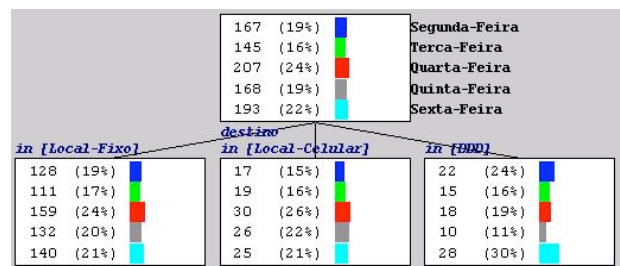 167 (19%) Segunda-Feira
145 (16%) Terca-Feira
207 (24%) Quarta-Feira
168 (19%) Quinta-Feira
193 (22%) Sexta-Feira
destino
in [Local-Fixo] in [Local-Celular] in [DDD]
128 (19%) 17 (15%) 22 (24%)
111 (17%) 19 (16%) 15 (16%)
159 (24%) 30 (26%) 18 (19%)
132 (20%) 26 (22%) 10 (11%)
140 (21%) 25 (21%) 28 (30%)